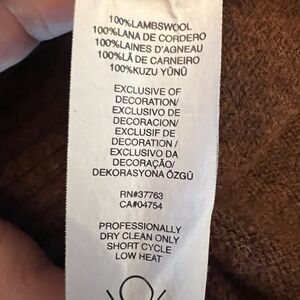 100%LAMBSWOOL
100%LANA DE CORDERO
100%LAINES D'AGNEAU
100%LÃ DE CARNEIRO
100%KUZU YÜNÜ
EXCLUSIVE OF
DECORATION/
EXCLUSIVO DE
DECORACION/
EXCLUSIF DE
DECORATION /
EXCLUSIVO DA
DECORAÇÃO/
DEKORASYONA ÖZGÜ
RN#37763
CA#04754
PROFESSIONALLY
DRY CLEAN ONLY
SHORT CYCLE
LOW HEAT